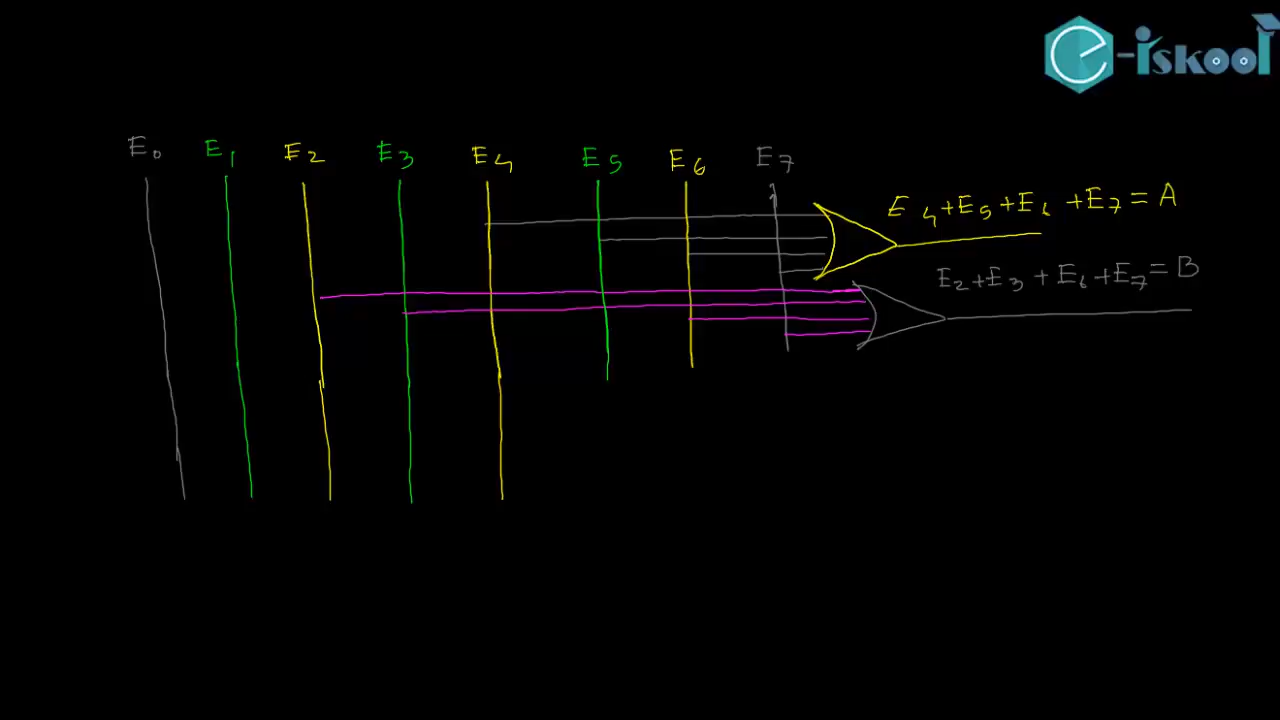 e-iskool
E₀ E₁ E₂ E₃ E₄ E₅ E₆ E₇
E₄+E₅+E₆+E₇=A
E₂+E₃+E₆+E₇=B